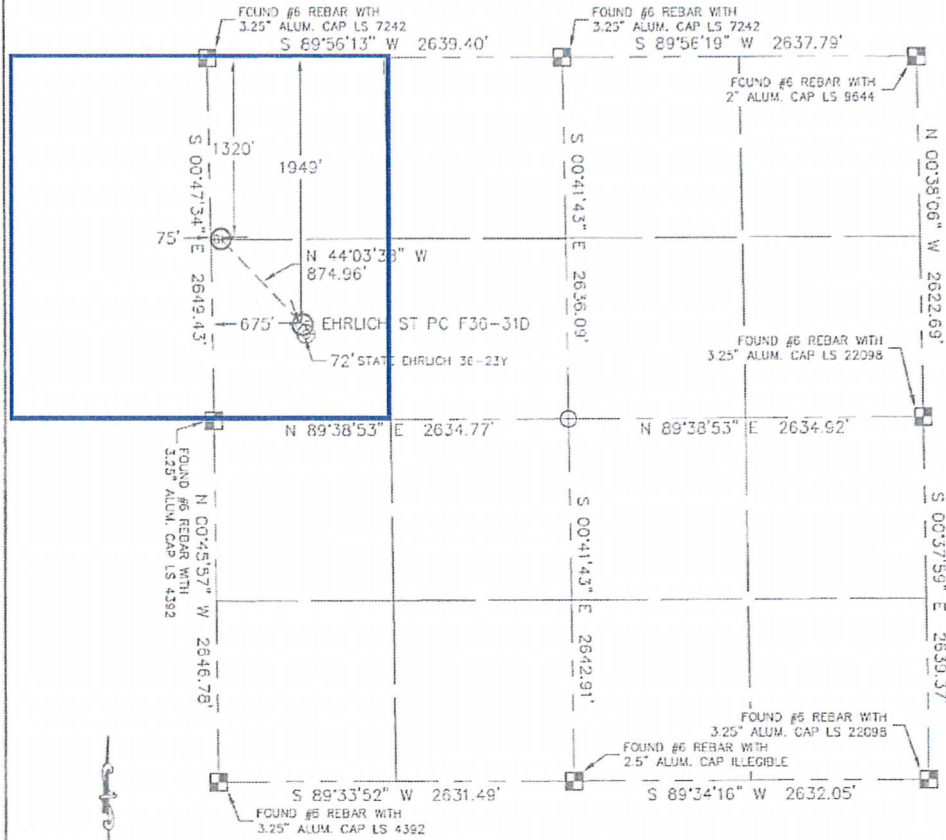 FOUND #6 REBAR WITH
3.25" ALUM. CAP LS 7242
S 89°56'13" W 2639.40'
FOUND #6 REBAR WITH
3.25" ALUM. CAP LS 7242
S 89°56'19" W 2637.79'
FOUND #6 REBAR WITH
2" ALUM. CAP LS 9644
1320'
1949'
S 00°47'34" E 2649.43'
S 00°41'43" E 2636.09'
N 00°38'06" W 2622.69'
75'
N 44°03'38" W
874.96'
675'
EHRLICH ST PC F36-31D
72' STATE EHRLICH 36-23Y
FOUND #6 REBAR WITH
3.25" ALUM. CAP LS 22098
N 89°38'53" E 2634.77'
N 89°38'53" E 2634.92'
FOUND #6 REBAR WITH
3.25" ALUM. CAP LS 4392
N 00°45'57" W 2646.78'
S 00°41'43" E 2642.91'
S 00°37'59" E 2630.37'
FOUND #6 REBAR WITH
3.25" ALUM. CAP LS 22098
FOUND #6 REBAR WITH
2.5" ALUM. CAP ILLEGIBLE
S 89°33'52" W 2631.49'
S 89°34'16" W 2632.05'
FOUND #6 REBAR WITH
3.25" ALUM. CAP LS 4392